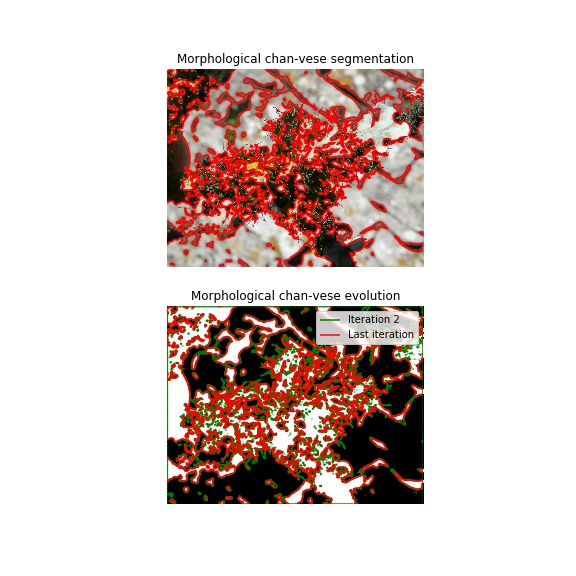 Morphological chan-vese segmentation
Morphological chan-vese evolution
Iteration 2
Last iteration